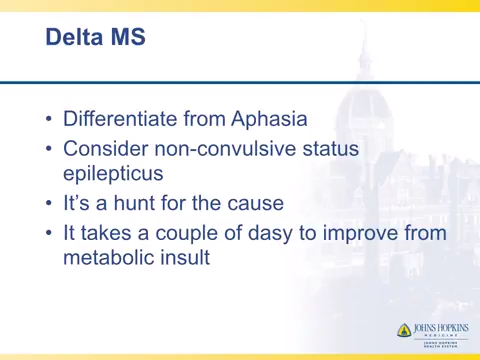 Delta MS
• Differentiate from Aphasia
• Consider non-convulsive status
epilepticus
• It's a hunt for the cause
• It takes a couple of dasy to improve from
metabolic insult
JOHNS HOPKINS
MEDICINE
JOHNS HOPKINS
HEALTH SYSTEM